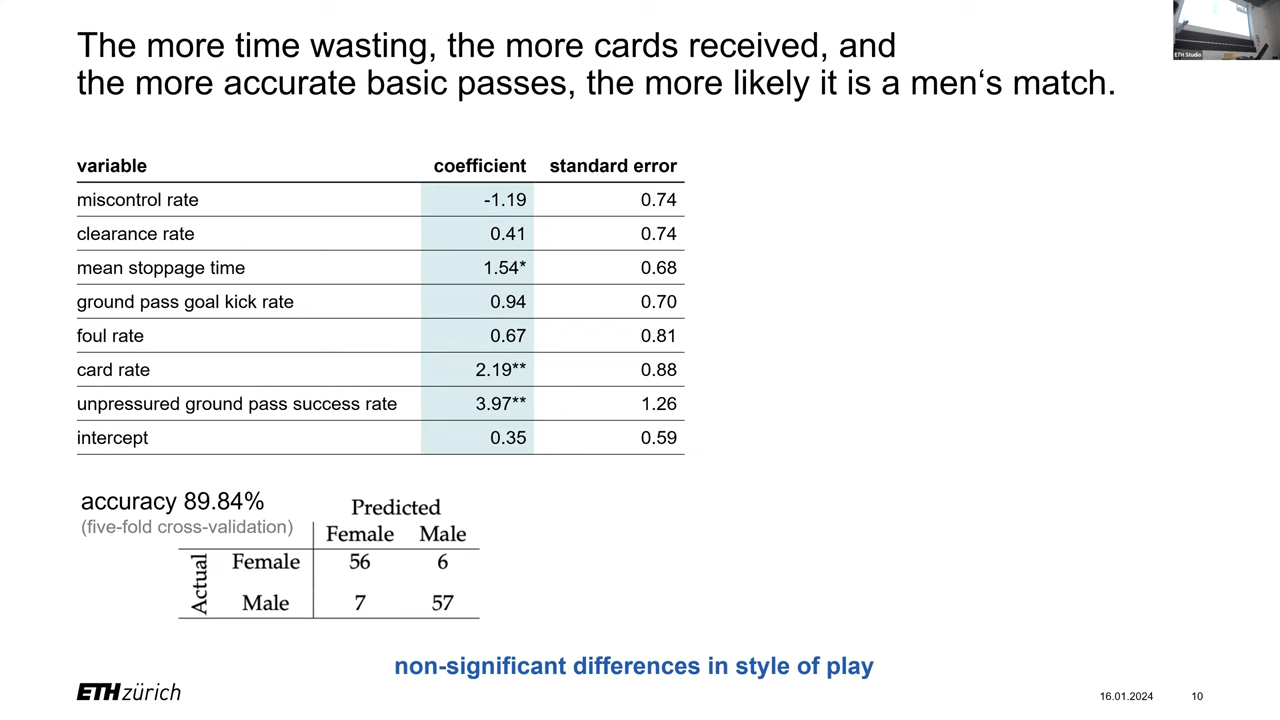 The more time wasting, the more cards received, and
the more accurate basic passes, the more likely it is a men‘s match.
ETH Studio
variable coefficient standard error
miscontrol rate -1.19 0.74
clearance rate 0.41 0.74
mean stoppage time 1.54* 0.68
ground pass goal kick rate 0.94 0.70
foul rate 0.67 0.81
card rate 2.19** 0.88
unpressured ground pass success rate 3.97** 1.26
intercept 0.35 0.59
accuracy 89.84%
(five-fold cross-validation)
Predicted
Female Male
Actual
Female 56 6
Male 7 57
non-significant differences in style of play
ETH zürich
16.01.2024 10